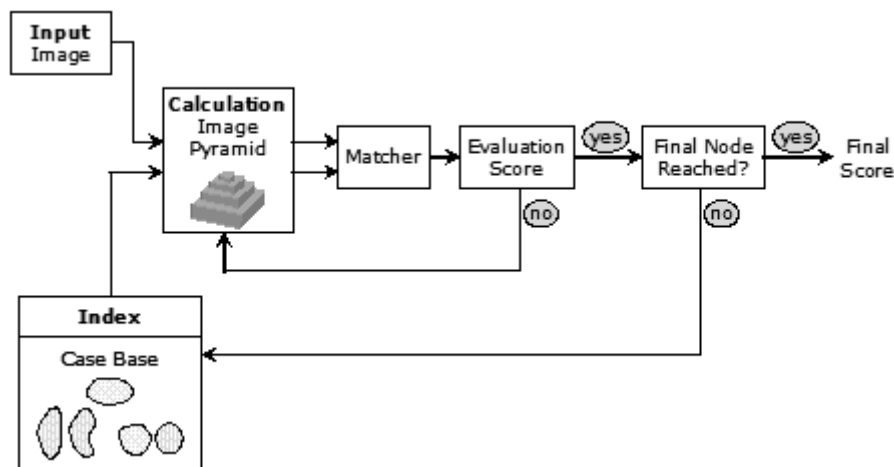 Input
Image
Calculation
Image
Pyramid
Matcher
Evaluation
Score
yes
Final Node
Reached?
yes
Final
Score
no
no
Index
Case Base